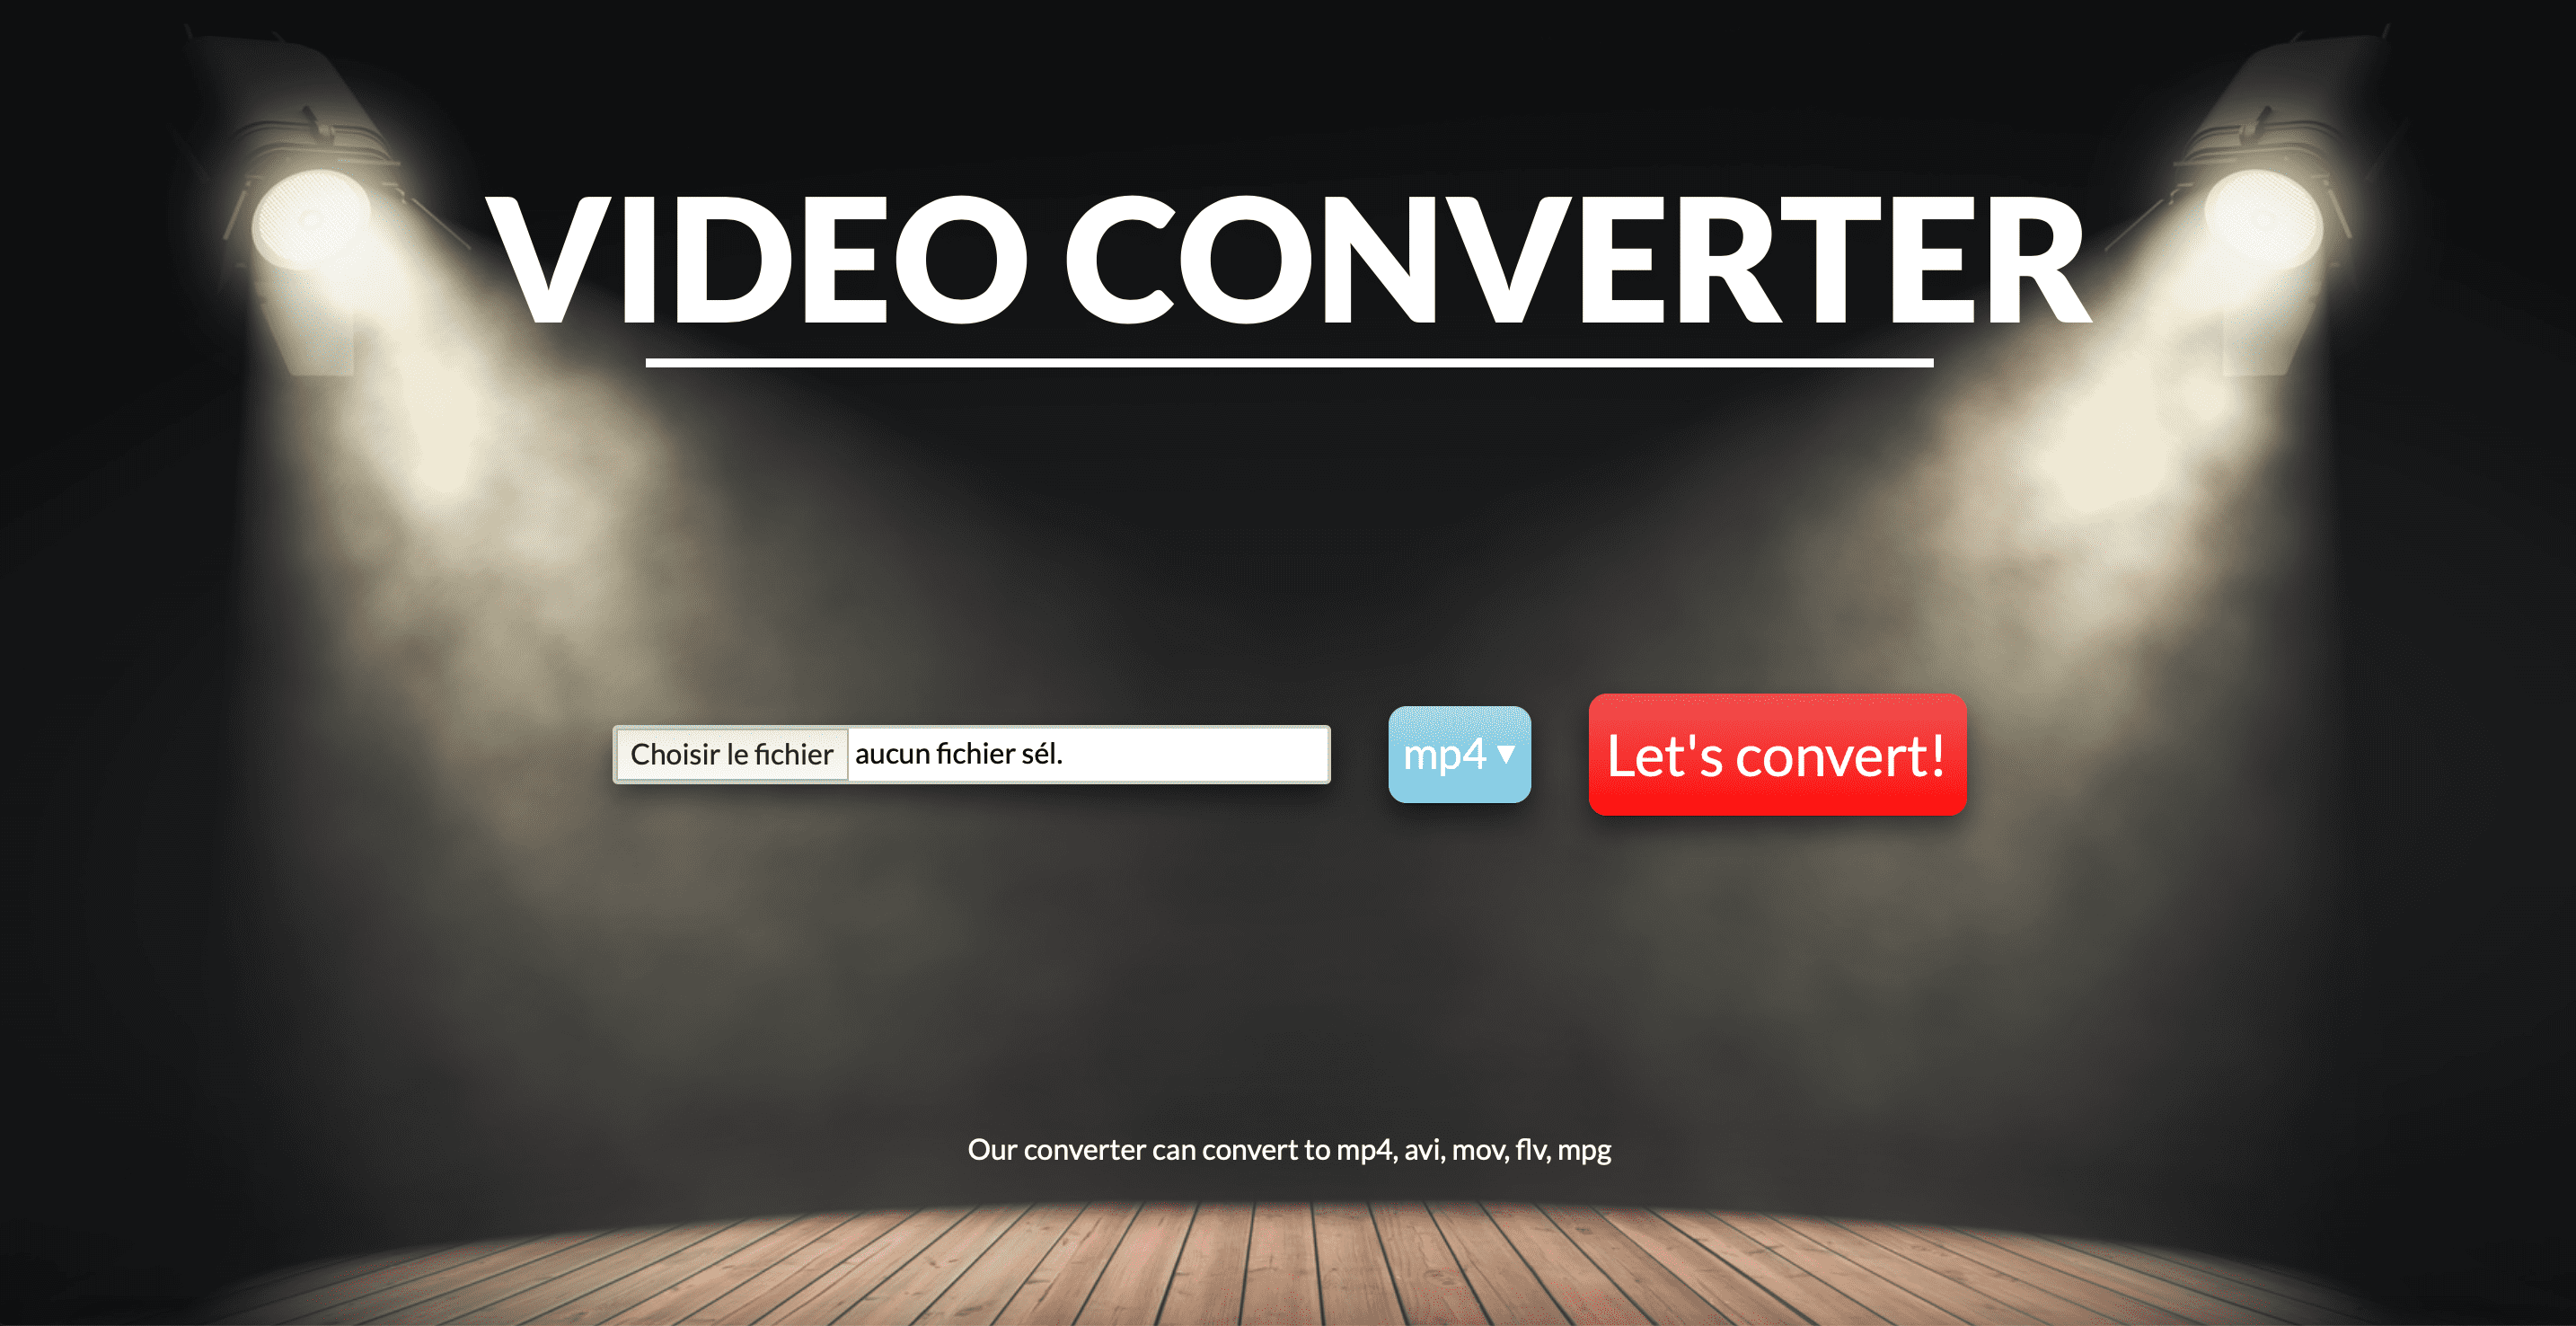 VIDEO CONVERTER
Choisir le fichier aucun fichier sél. mp4 ▼ Let's convert!
Our converter can convert to mp4, avi, mov, flv, mpg